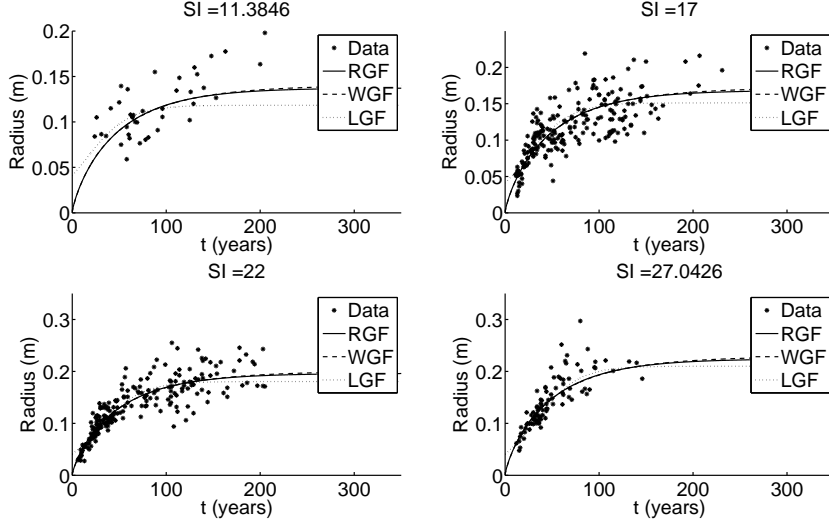 SI =11.3846
0.2
0.15
0.1
0.05
0
Radius (m)
0
100
200
300
t (years)
Data
RGF
WGF
LGF
SI =17
0.2
0.15
0.1
0.05
0
Radius (m)
0
100
200
300
t (years)
Data
RGF
WGF
LGF
SI =22
0.3
0.2
0.1
0
Radius (m)
0
100
200
300
t (years)
Data
RGF
WGF
LGF
SI =27.0426
0.3
0.2
0.1
0
Radius (m)
0
100
200
300
t (years)
Data
RGF
WGF
LGF